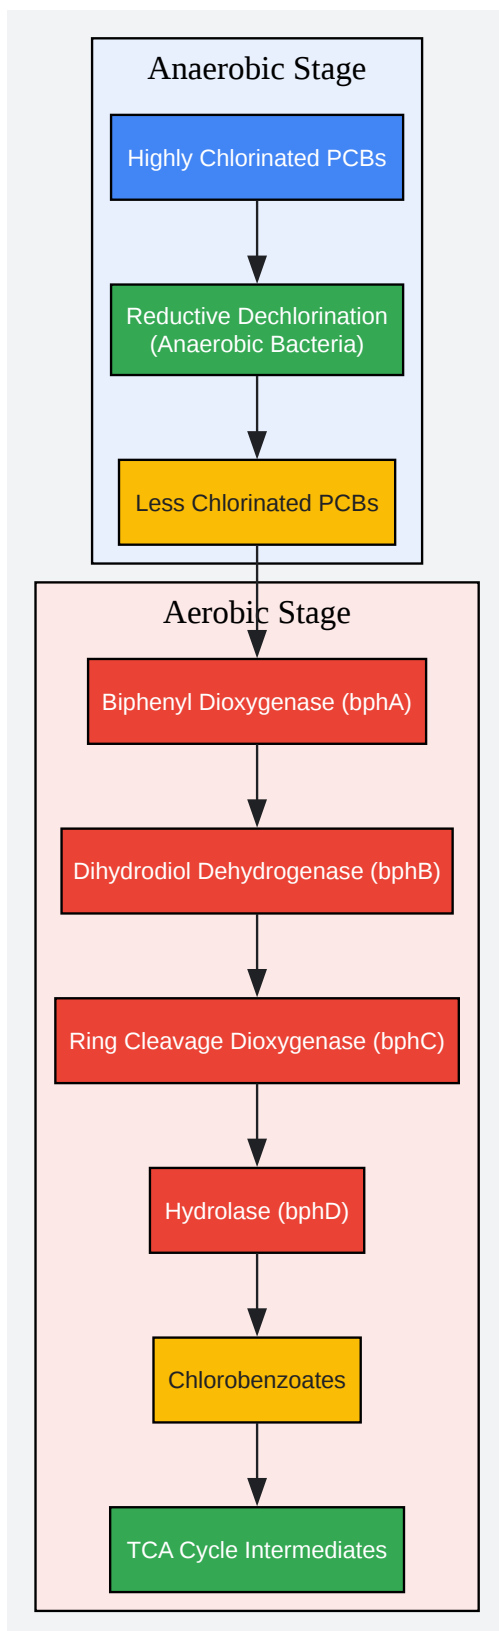 Anaerobic Stage
Highly Chlorinated PCBs
Reductive Dechlorination
(Anaerobic Bacteria)
Less Chlorinated PCBs
Aerobic Stage
Biphenyl Dioxygenase (bphA)
Dihydrodiol Dehydrogenase (bphB)
Ring Cleavage Dioxygenase (bphC)
Hydrolase (bphD)
Chlorobenzoates
TCA Cycle Intermediates